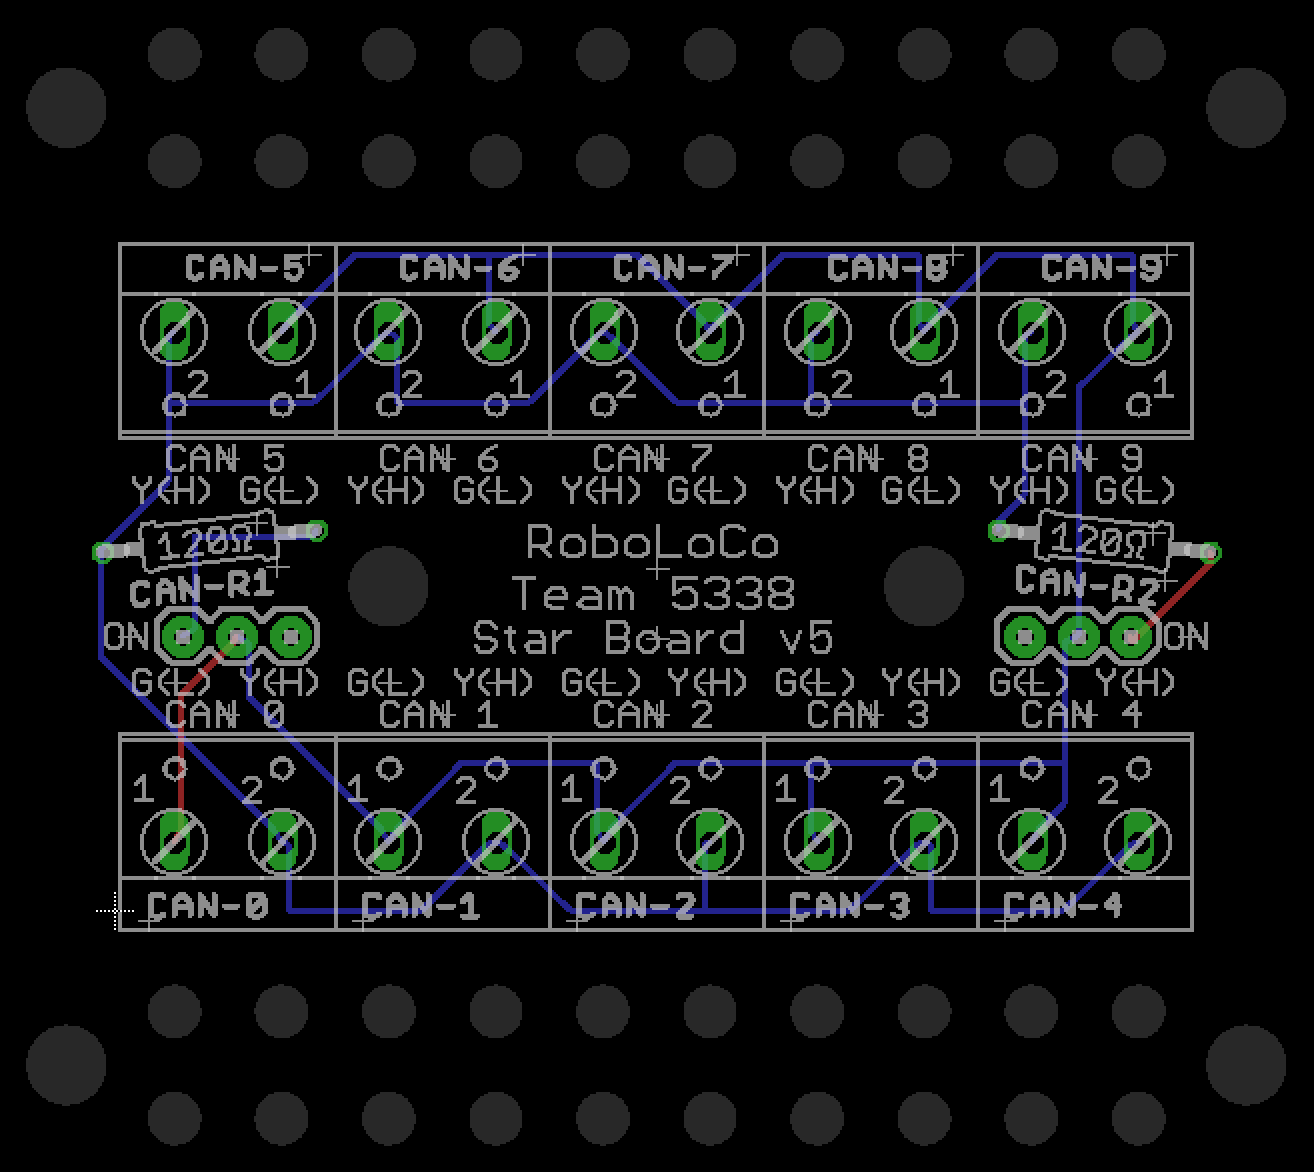 CAN-5 CAN-6 CAN-7 CAN-8 CAN-9
2 1 2 1 2 1 2 1 2 1
CAN 5 CAN 6 CAN 7 CAN 8 CAN 9
Y(H) G(L) Y(H) G(L) Y(H) G(L) Y(H) G(L) Y(H) G(L)
120Ω RoboLoCo 120Ω
CAN-R1 Team 5338 CAN-R2
ON Star Board v5 ON
G(L) Y(H) G(L) Y(H) G(L) Y(H) G(L) Y(H) G(L) Y(H)
CAN 0 CAN 1 CAN 2 CAN 3 CAN 4
1 2 1 2 1 2 1 2 1 2
CAN-0 CAN-1 CAN-2 CAN-3 CAN-4